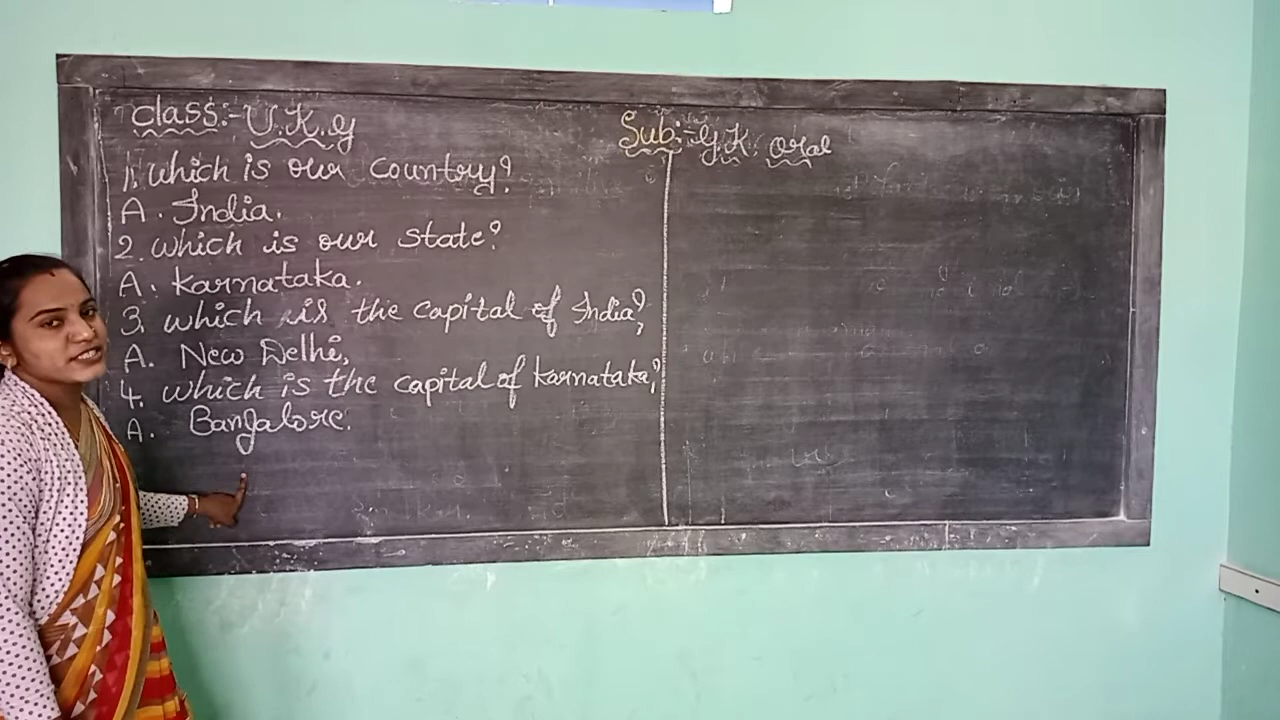 Class:- U.K.G
Sub:- G.K. oral
1. Which is our country?
A. India.
2. Which is our state?
A. Karnataka.
3. Which is the capital of India?
A. New Delhi,
4. Which is the capital of Karnataka?
A. Bangalore.